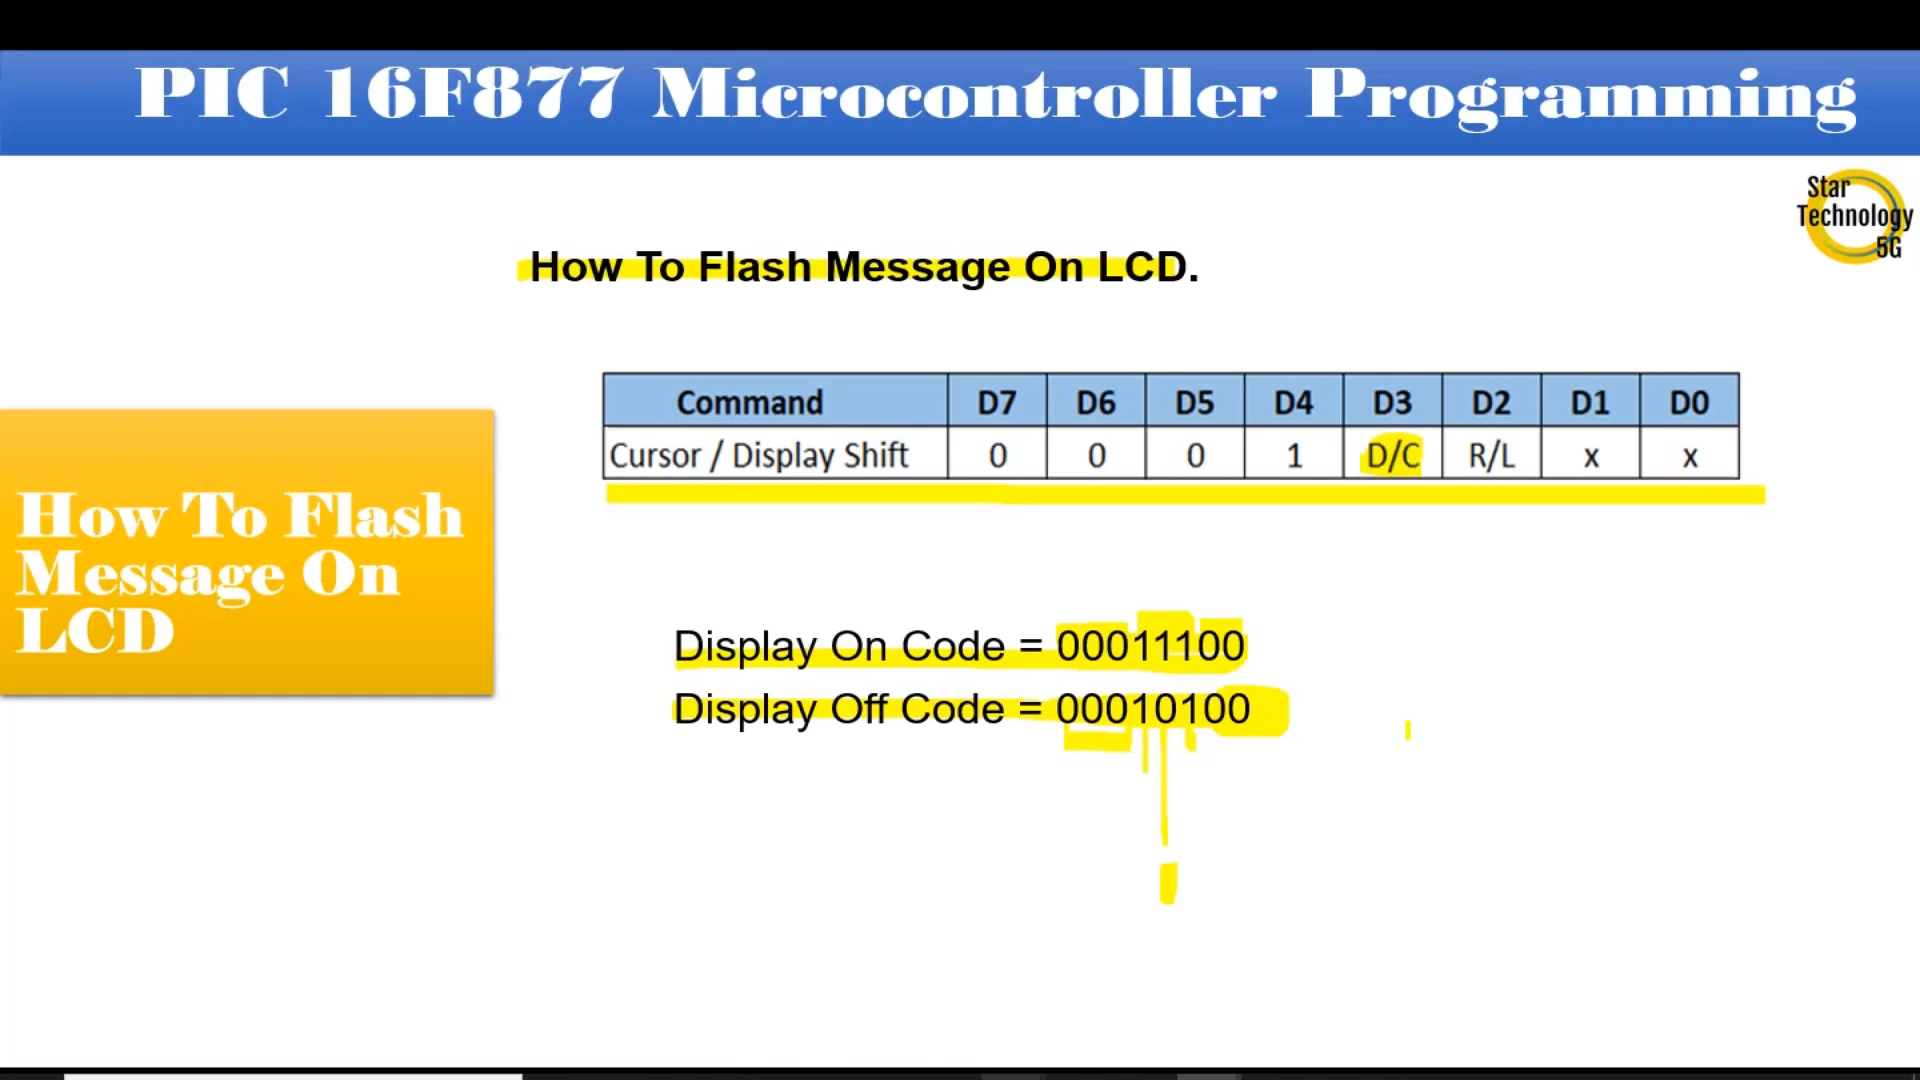 PIC 16F877 Microcontroller Programming
Star
Technology
5G
How To Flash Message On LCD.
Command D7 D6 D5 D4 D3 D2 D1 D0
Cursor / Display Shift 0 0 0 1 D/C R/L x x
How To Flash
Message On
LCD
Display On Code = 00011100
Display Off Code = 00010100